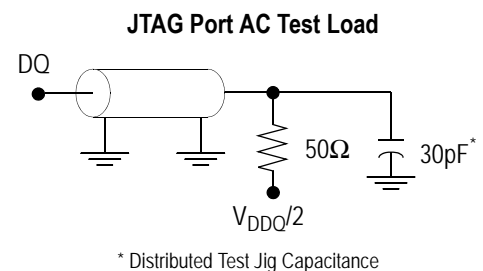 JTAG Port AC Test Load
DQ
50Ω
30pF*
VDDQ/2
* Distributed Test Jig Capacitance